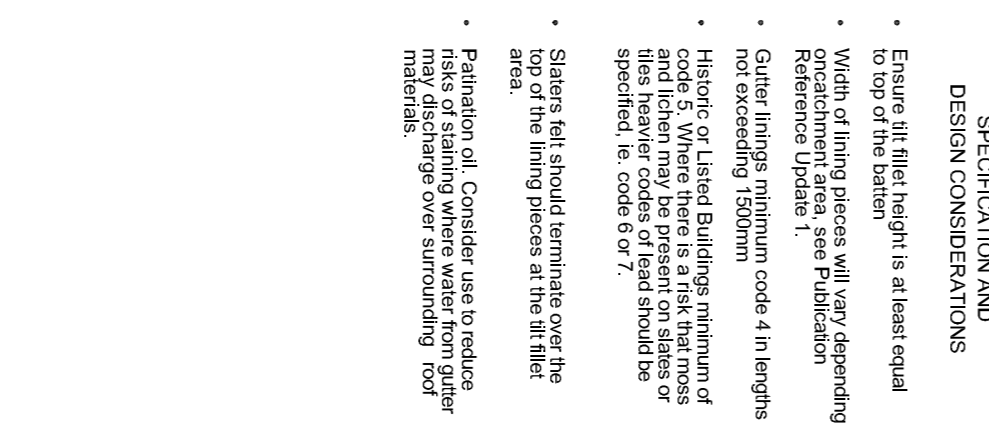 SPECIFICATION AND
DESIGN CONSIDERATIONS
• Ensure tilt fillet height is at least equal
to top of the batten
• Width of lining pieces will vary depending
oncatchment area, see Publication
Reference Update 1.
• Gutter linings minimum code 4 in lengths
not exceeding 1500mm
• Historic or Listed Buildings minimum of
code 5. Where there is a risk that moss
and lichen may be present on slates or
tiles heavier codes of lead should be
specified, ie. code 6 or 7.
• Slaters felt should terminate over the
top of the lining pieces at the tilt fillet
area.
• Patination oil. Consider use to reduce
risks of staining where water from gutter
may discharge over surrounding roof
materials.